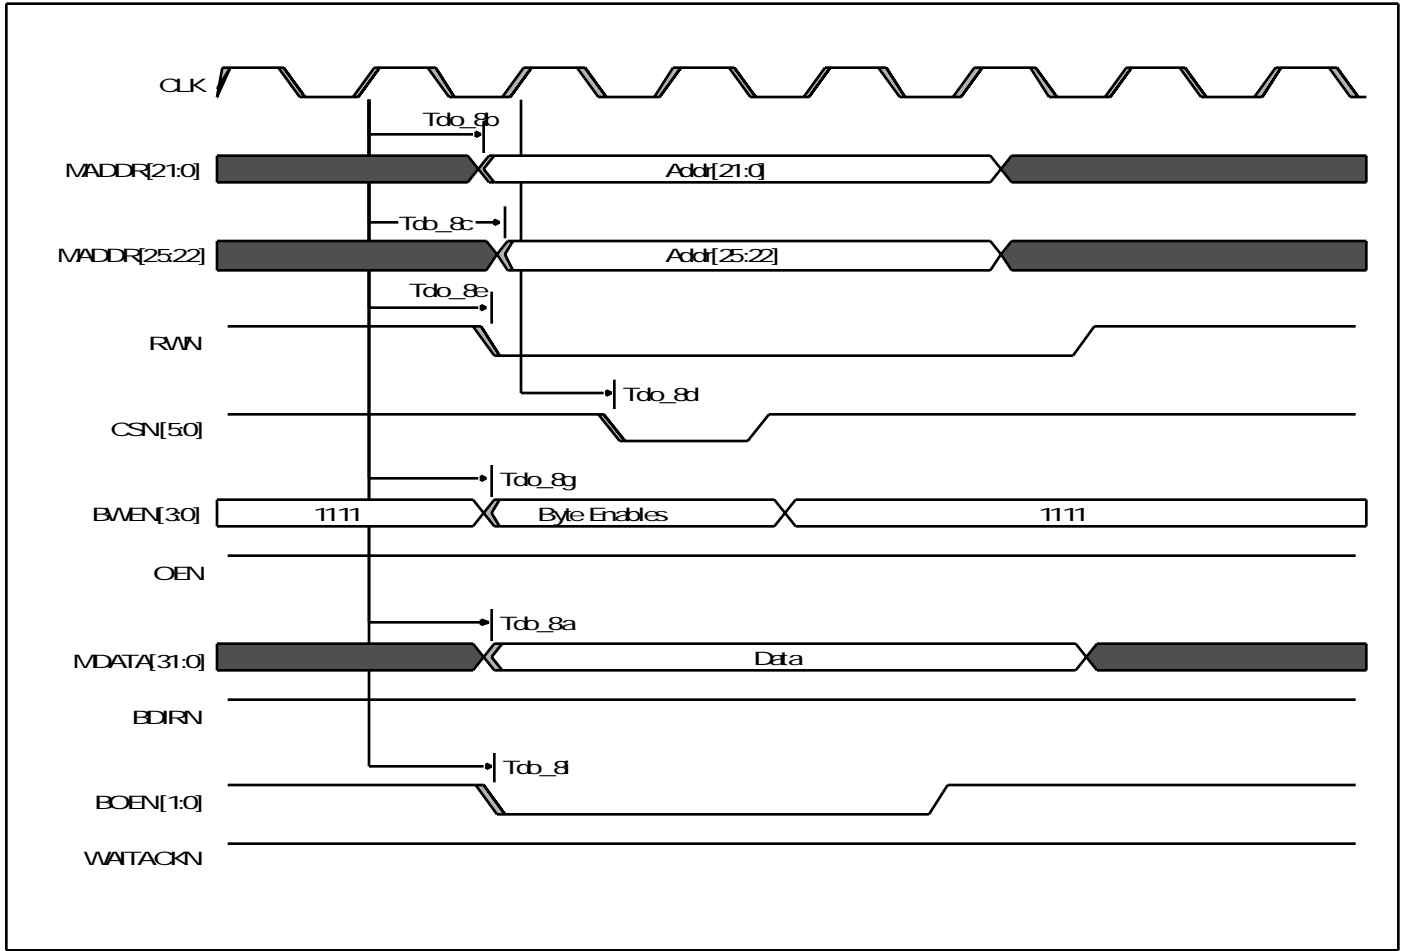 CLK
Tdo_8b
MADDR[21:0] Addr[21:0]
Tdo_8c
MADDR[25:22] Addr[25:22]
Tdo_8e
RWN
Tdo_8d
CSN[5:0]
Tdo_8g
BWEN[3:0] 1111 Byte Enables 1111
OEN
Tdo_8a
MDATA[31:0] Data
BDIRN
Tdo_8i
BOEN[1:0]
WAITACKN